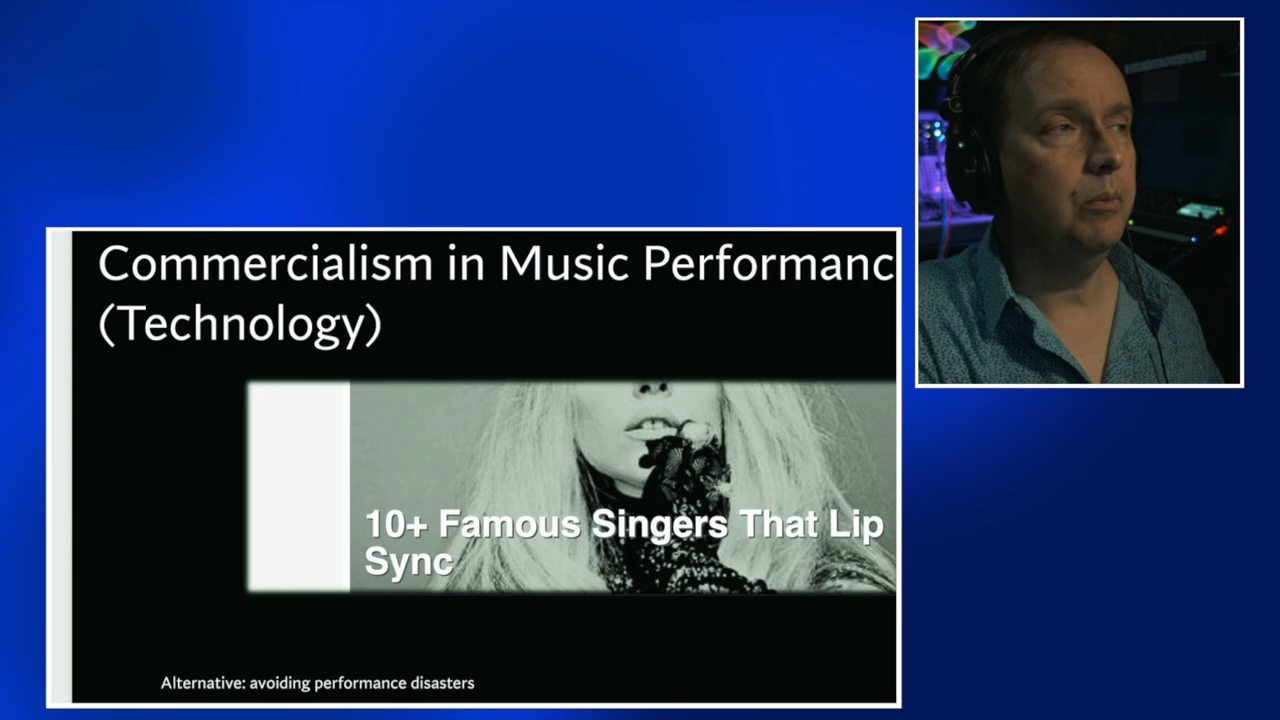 Commercialism in Music Performanc
(Technology)
10+ Famous Singers That Lip
Sync
Alternative: avoiding performance disasters